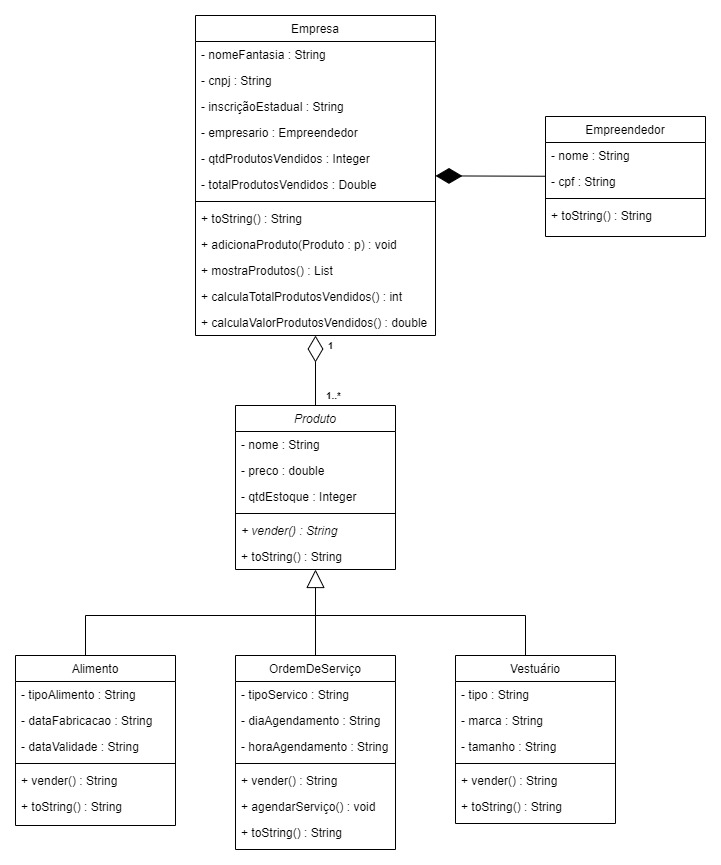 Empresa
- nomeFantasia : String
- cnpj : String
- inscriçãoEstadual : String
- empresario : Empreendedor
- qtdProdutosVendidos : Integer
- totalProdutosVendidos : Double
+ toString() : String
+ adicionaProduto(Produto : p) : void
+ mostraProdutos() : List
+ calculaTotalProdutosVendidos() : int
+ calculaValorProdutosVendidos() : double
Empreendedor
- nome : String
- cpf : String
+ toString() : String
1
1..*
Produto
- nome : String
- preco : double
- qtdEstoque : Integer
+ vender() : String
+ toString() : String
Alimento
- tipoAlimento : String
- dataFabricacao : String
- dataValidade : String
+ vender() : String
+ toString() : String
OrdemDeServiço
- tipoServico : String
- diaAgendamento : String
- horaAgendamento : String
+ vender() : String
+ agendarServiço() : void
+ toString() : String
Vestuário
- tipo : String
- marca : String
- tamanho : String
+ vender() : String
+ toString() : String